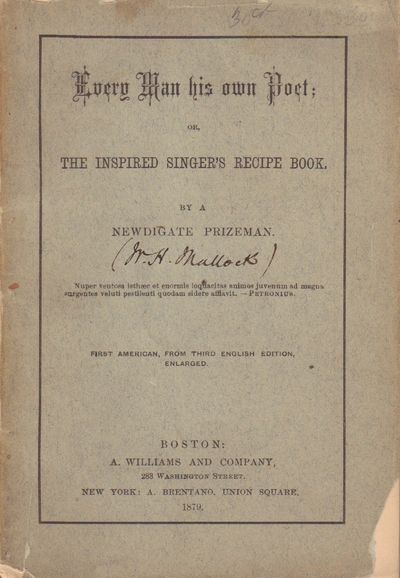 Every Man his own Poet;
OR,
THE INSPIRED SINGER'S RECIPE BOOK.
BY A
NEWDIGATE PRIZEMAN.
(W. H. Mallock)
Nuper ventosa isthæc et enormis loquacitas animos juvenum ad magna
surgentes veluti pestilenti quodam sidere afflavit. — PETRONIUS.
FIRST AMERICAN, FROM THIRD ENGLISH EDITION,
ENLARGED.
BOSTON:
A. WILLIAMS AND COMPANY,
283 WASHINGTON STREET.
NEW YORK: A. BRENTANO, UNION SQUARE.
1879.